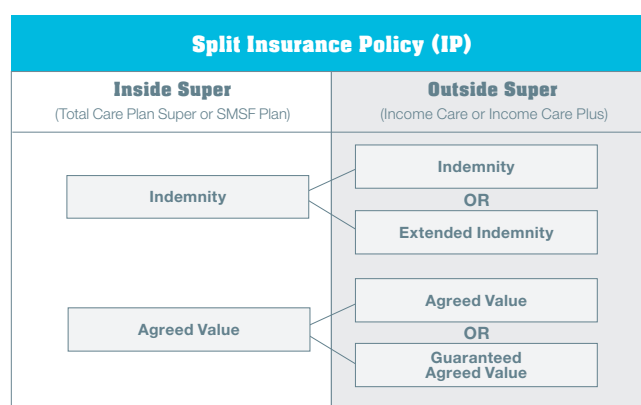 Split Insurance Policy (IP)
Inside Super
(Total Care Plan Super or SMSF Plan)
Outside Super
(Income Care or Income Care Plus)
Indemnity
Indemnity
OR
Extended Indemnity
Agreed Value
Agreed Value
OR
Guaranteed
Agreed Value